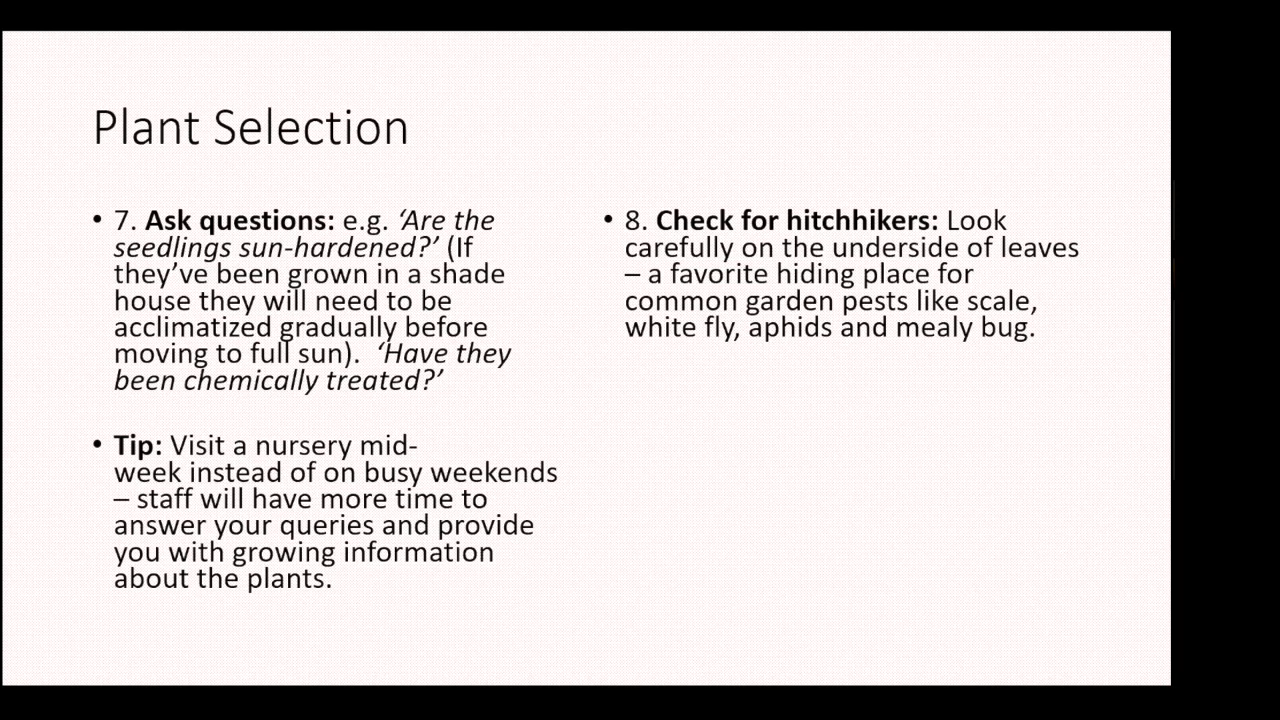 Plant Selection
• 7. Ask questions: e.g. ‘Are the
seedlings sun-hardened?’ (If
they’ve been grown in a shade
house they will need to be
acclimatized gradually before
moving to full sun).  ‘Have they
been chemically treated?’
• Tip: Visit a nursery mid-
week instead of on busy weekends
– staff will have more time to
answer your queries and provide
you with growing information
about the plants.
• 8. Check for hitchhikers: Look
carefully on the underside of leaves
– a favorite hiding place for
common garden pests like scale,
white fly, aphids and mealy bug.